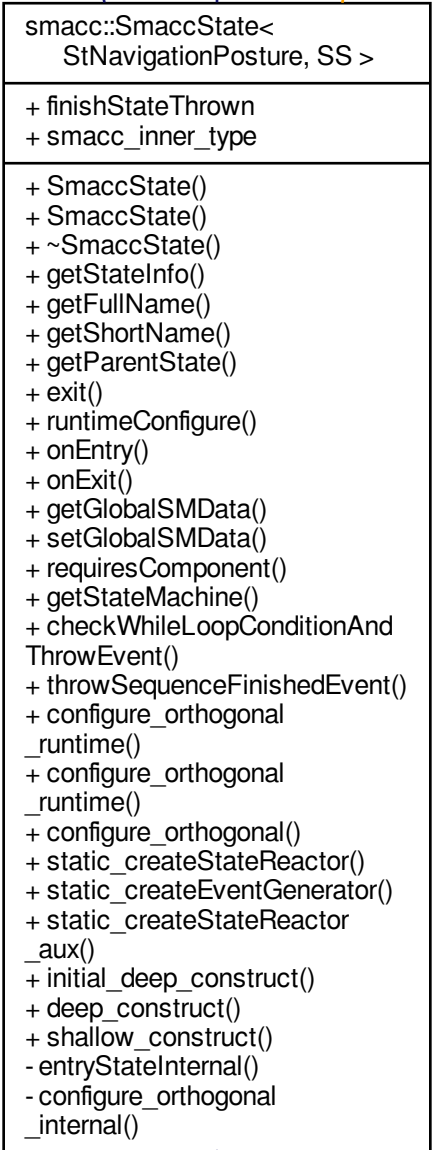 smacc::SmaccState<
StNavigationPosture, SS >
+ finishStateThrown
+ smacc_inner_type
+ SmaccState()
+ SmaccState()
+ ~SmaccState()
+ getStateInfo()
+ getFullName()
+ getShortName()
+ getParentState()
+ exit()
+ runtimeConfigure()
+ onEntry()
+ onExit()
+ getGlobalSMData()
+ setGlobalSMData()
+ requiresComponent()
+ getStateMachine()
+ checkWhileLoopConditionAnd
ThrowEvent()
+ throwSequenceFinishedEvent()
+ configure_orthogonal
_runtime()
+ configure_orthogonal
_runtime()
+ configure_orthogonal()
+ static_createStateReactor()
+ static_createEventGenerator()
+ static_createStateReactor
_aux()
+ initial_deep_construct()
+ deep_construct()
+ shallow_construct()
- entryStateInternal()
- configure_orthogonal
_internal()